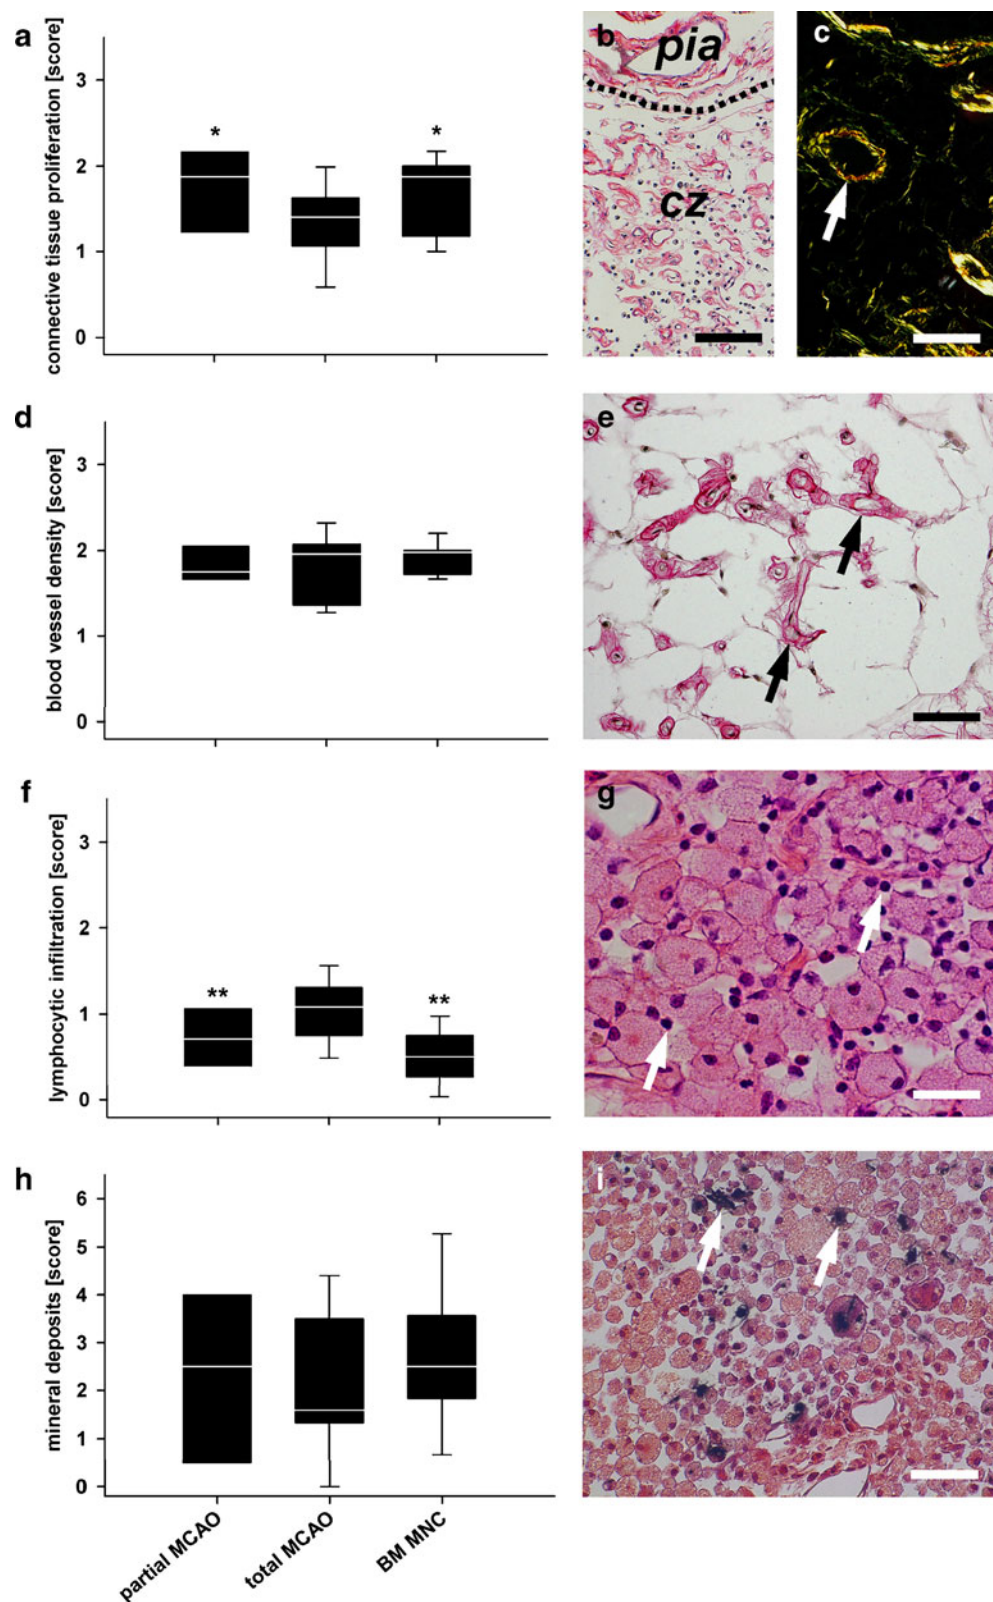 a
connective tissue proliferation [score]
3
2
1
0
*
*
b
pia
cz
c
d
blood vessel density [score]
3
2
1
0
e
f
lymphocytic infiltration [score]
3
2
1
0
**
**
g
h
mineral deposits [score]
6
5
4
3
2
1
0
partial MCAO
total MCAO
BM MNC
i